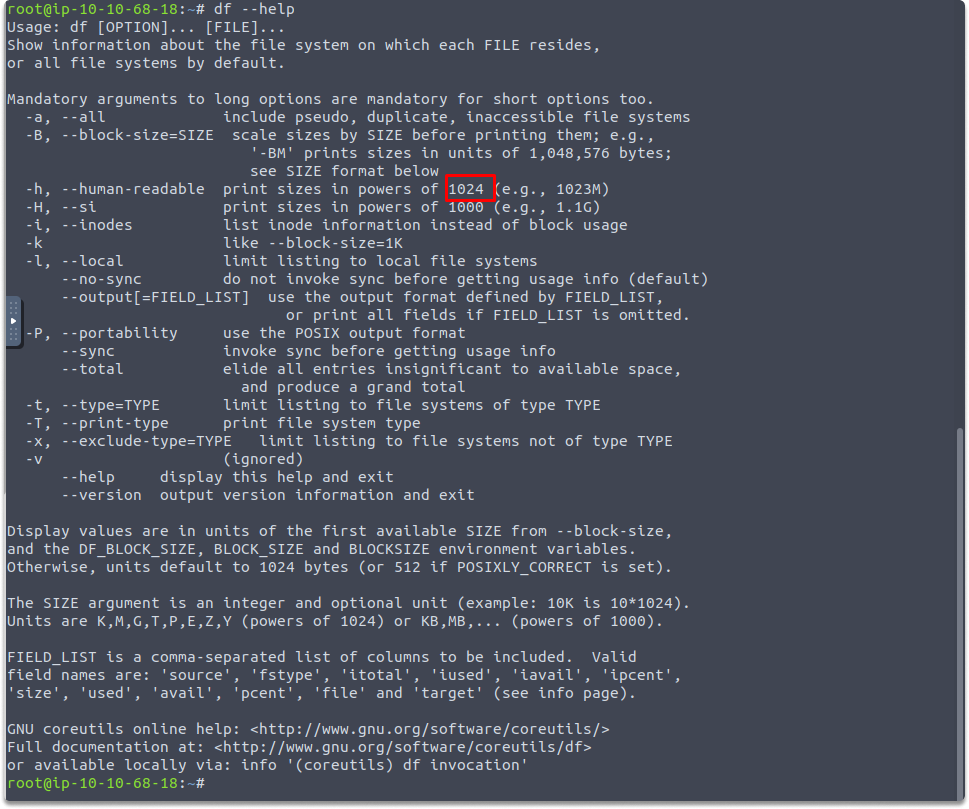 root@ip-10-10-68-18:~# df --help
Usage: df [OPTION]... [FILE]...
Show information about the file system on which each FILE resides,
or all file systems by default.

Mandatory arguments to long options are mandatory for short options too.
  -a, --all             include pseudo, duplicate, inaccessible file systems
  -B, --block-size=SIZE  scale sizes by SIZE before printing them; e.g.,
                           '-BM' prints sizes in units of 1,048,576 bytes;
                           see SIZE format below
  -h, --human-readable  print sizes in powers of 1024 (e.g., 1023M)
  -H, --si              print sizes in powers of 1000 (e.g., 1.1G)
  -i, --inodes          list inode information instead of block usage
  -k                    like --block-size=1K
  -l, --local           limit listing to local file systems
      --no-sync         do not invoke sync before getting usage info (default)
      --output[=FIELD_LIST]  use the output format defined by FIELD_LIST,
                               or print all fields if FIELD_LIST is omitted.
  -P, --portability     use the POSIX output format
      --sync            invoke sync before getting usage info
      --total           elide all entries insignificant to available space,
                          and produce a grand total
  -t, --type=TYPE       limit listing to file systems of type TYPE
  -T, --print-type      print file system type
  -x, --exclude-type=TYPE   limit listing to file systems not of type TYPE
  -v                    (ignored)
      --help     display this help and exit
      --version  output version information and exit

Display values are in units of the first available SIZE from --block-size,
and the DF_BLOCK_SIZE, BLOCK_SIZE and BLOCKSIZE environment variables.
Otherwise, units default to 1024 bytes (or 512 if POSIXLY_CORRECT is set).

The SIZE argument is an integer and optional unit (example: 10K is 10*1024).
Units are K,M,G,T,P,E,Z,Y (powers of 1024) or KB,MB,... (powers of 1000).

FIELD_LIST is a comma-separated list of columns to be included.  Valid
field names are: 'source', 'fstype', 'itotal', 'iused', 'iavail', 'ipcent',
'size', 'used', 'avail', 'pcent', 'file' and 'target' (see info page).

GNU coreutils online help: <http://www.gnu.org/software/coreutils/>
Full documentation at: <http://www.gnu.org/software/coreutils/df>
or available locally via: info '(coreutils) df invocation'
root@ip-10-10-68-18:~#